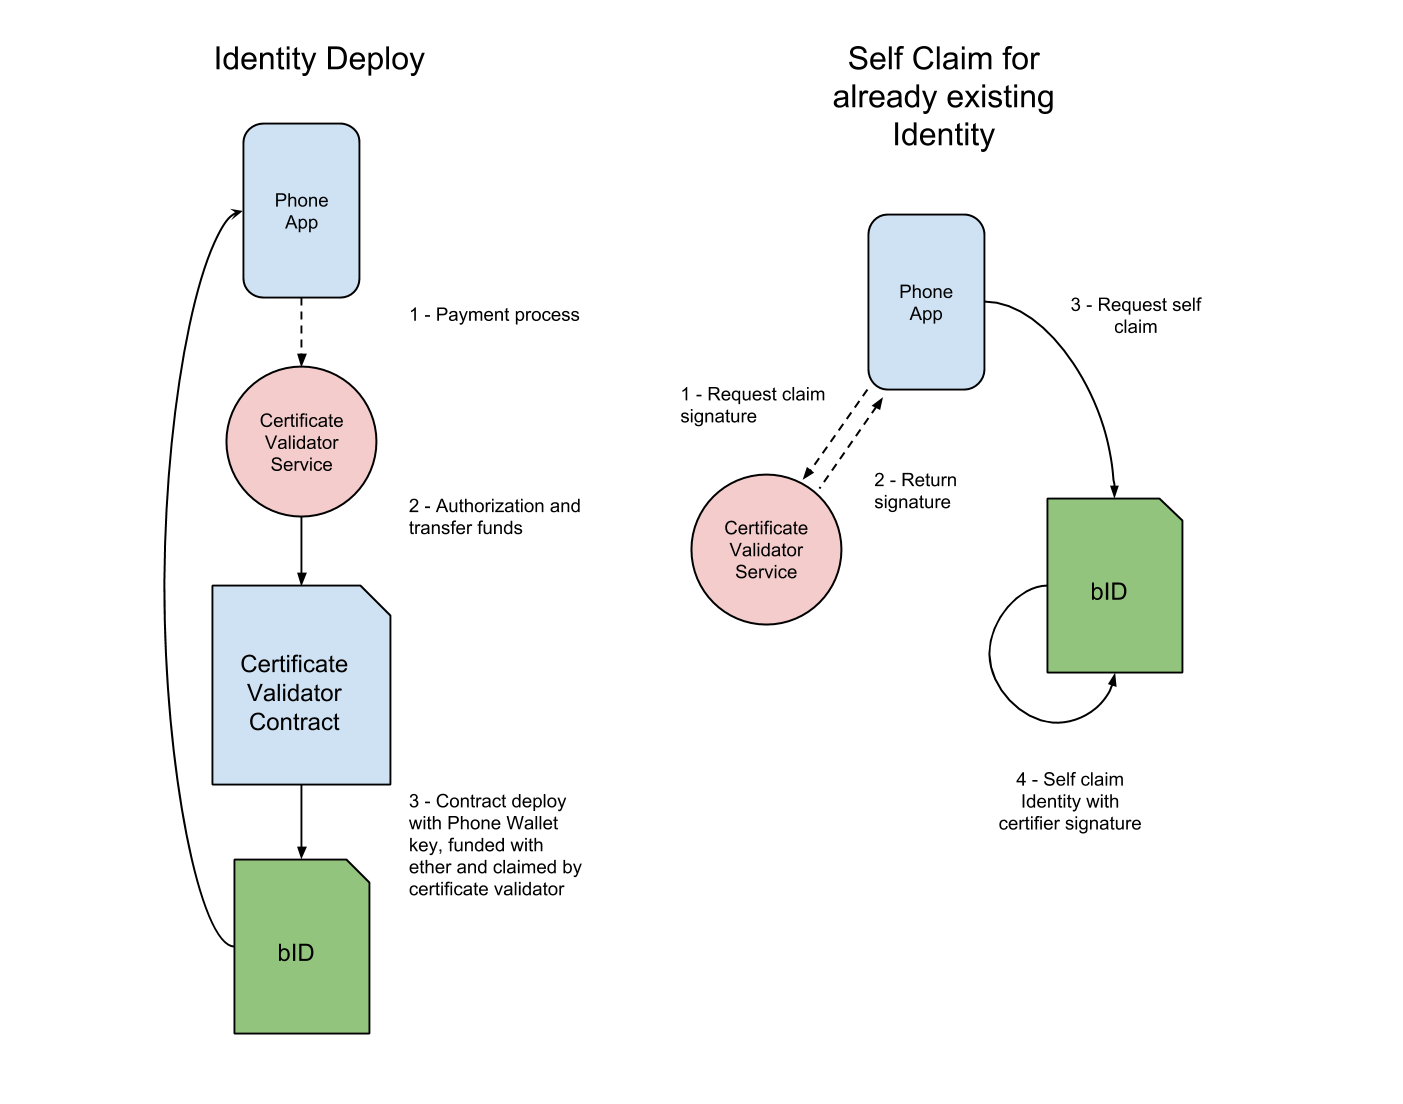 Identity Deploy
Phone
App
1 - Payment process
Certificate
Validator
Service
2 - Authorization and
transfer funds
Certificate
Validator
Contract
3 - Contract deploy
with Phone Wallet
key, funded with
ether and claimed by
certificate validator
bID
Self Claim for
already existing
Identity
Phone
App
3 - Request self
claim
1 - Request claim
signature
2 - Return
signature
Certificate
Validator
Service
bID
4 - Self claim
Identity with
certifier signature